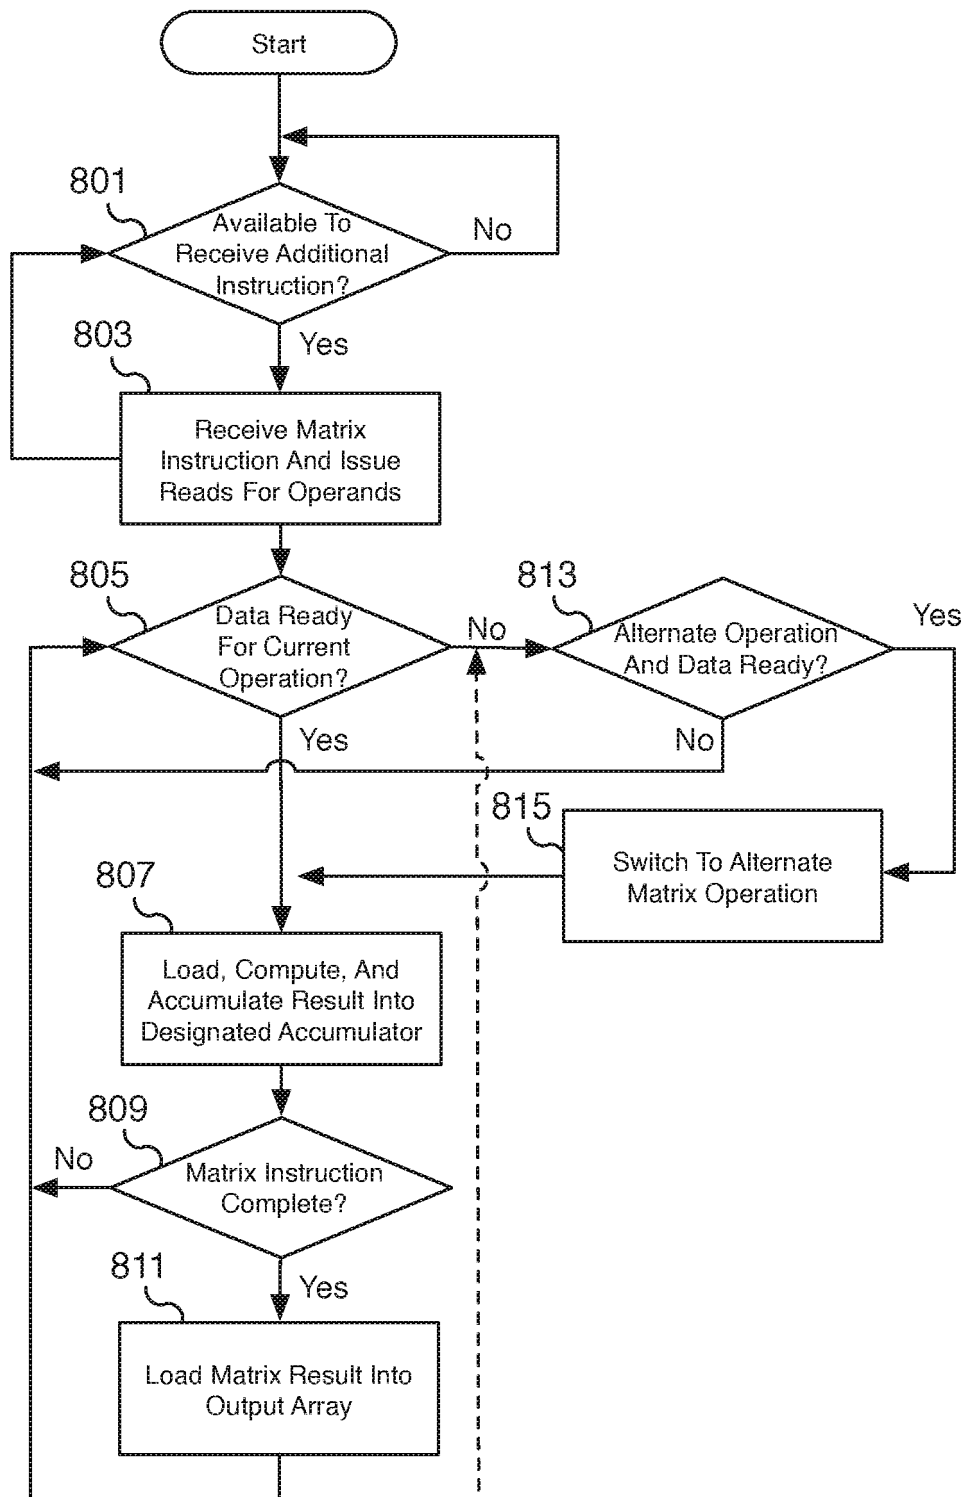 Start
801
Available To
Receive Additional
Instruction?
No
Yes
803
Receive Matrix
Instruction And Issue
Reads For Operands
805
Data Ready
For Current
Operation?
No
Yes
813
Alternate Operation
And Data Ready?
Yes
No
815
Switch To Alternate
Matrix Operation
807
Load, Compute, And
Accumulate Result Into
Designated Accumulator
809
No
Matrix Instruction
Complete?
Yes
811
Load Matrix Result Into
Output Array